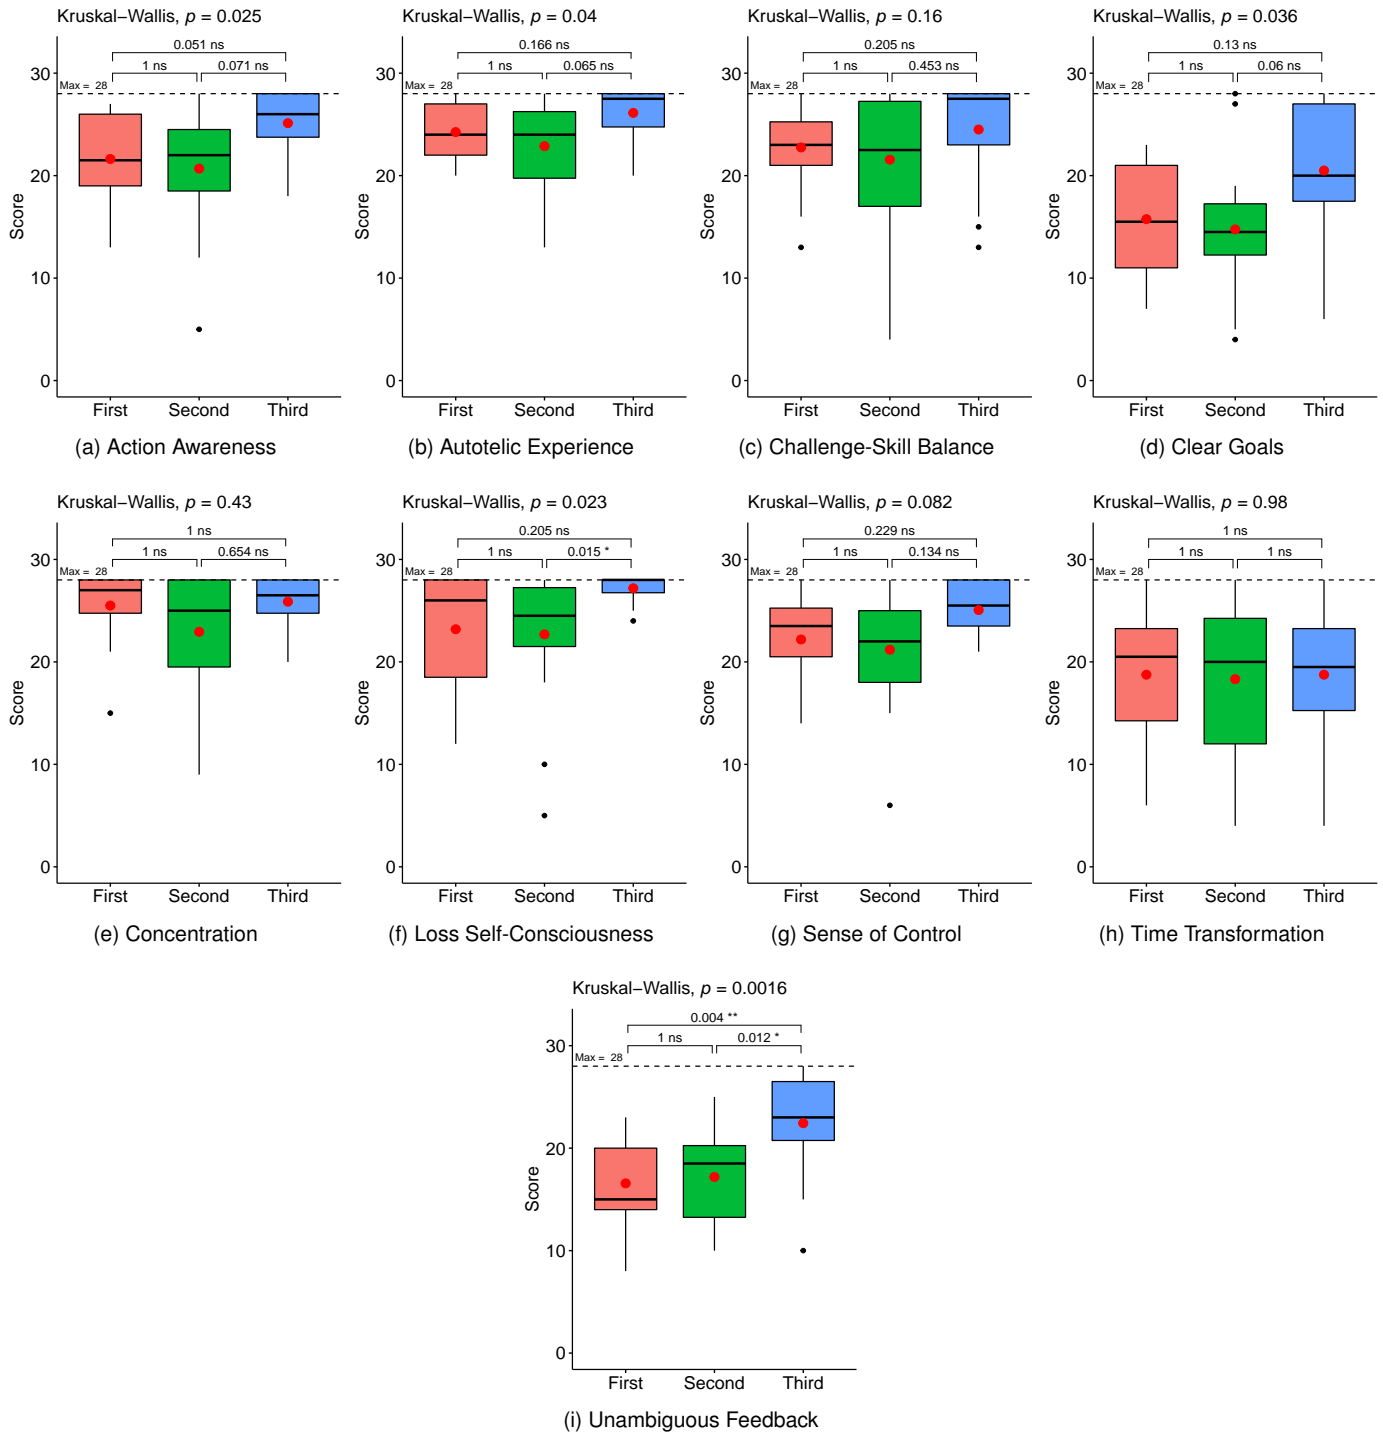 Kruskal–Wallis, p = 0.025
0.051 ns
1 ns 0.071 ns
Max = 28
30
20
10
0
Score
First Second Third
(a) Action Awareness
Kruskal–Wallis, p = 0.04
0.166 ns
1 ns 0.065 ns
Max = 28
30
20
10
0
Score
First Second Third
(b) Autotelic Experience
Kruskal–Wallis, p = 0.16
0.205 ns
1 ns 0.453 ns
Max = 28
30
20
10
0
Score
First Second Third
(c) Challenge-Skill Balance
Kruskal–Wallis, p = 0.036
0.13 ns
1 ns 0.06 ns
Max = 28
30
20
10
0
Score
First Second Third
(d) Clear Goals
Kruskal–Wallis, p = 0.43
1 ns
1 ns 0.654 ns
Max = 28
30
20
10
0
Score
First Second Third
(e) Concentration
Kruskal–Wallis, p = 0.023
0.205 ns
1 ns 0.015 *
Max = 28
30
20
10
0
Score
First Second Third
(f) Loss Self-Consciousness
Kruskal–Wallis, p = 0.082
0.229 ns
1 ns 0.134 ns
Max = 28
30
20
10
0
Score
First Second Third
(g) Sense of Control
Kruskal–Wallis, p = 0.98
1 ns
1 ns 1 ns
Max = 28
30
20
10
0
Score
First Second Third
(h) Time Transformation
Kruskal–Wallis, p = 0.0016
0.004 **
1 ns 0.012 *
Max = 28
30
20
10
0
Score
First Second Third
(i) Unambiguous Feedback